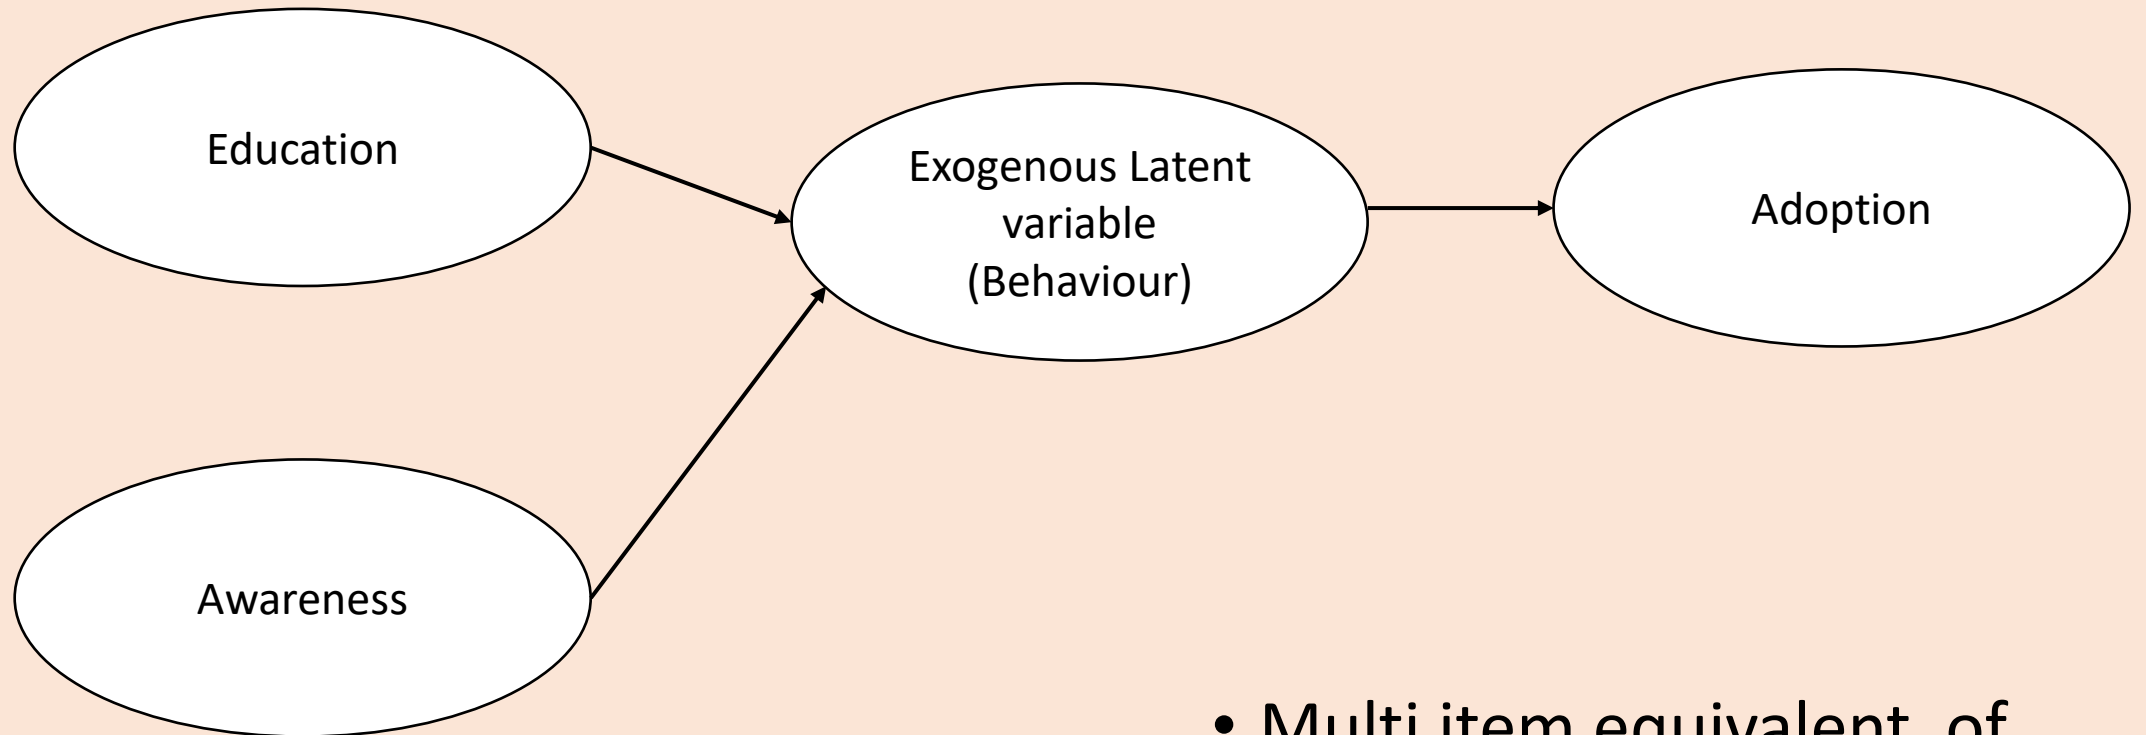 Education
Exogenous Latent
variable
(Behaviour)
Adoption
Awareness
• Multi item equivalent of